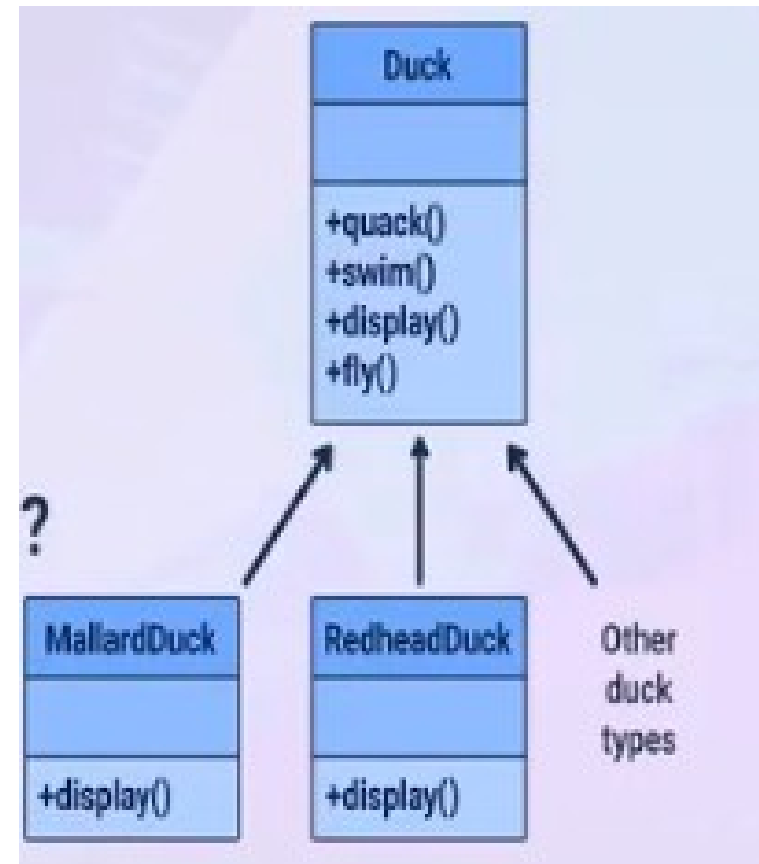 Duck
+quack()
+swim()
+display()
+fly()
?
MallardDuck
+display()
RedheadDuck
+display()
Other
duck
types